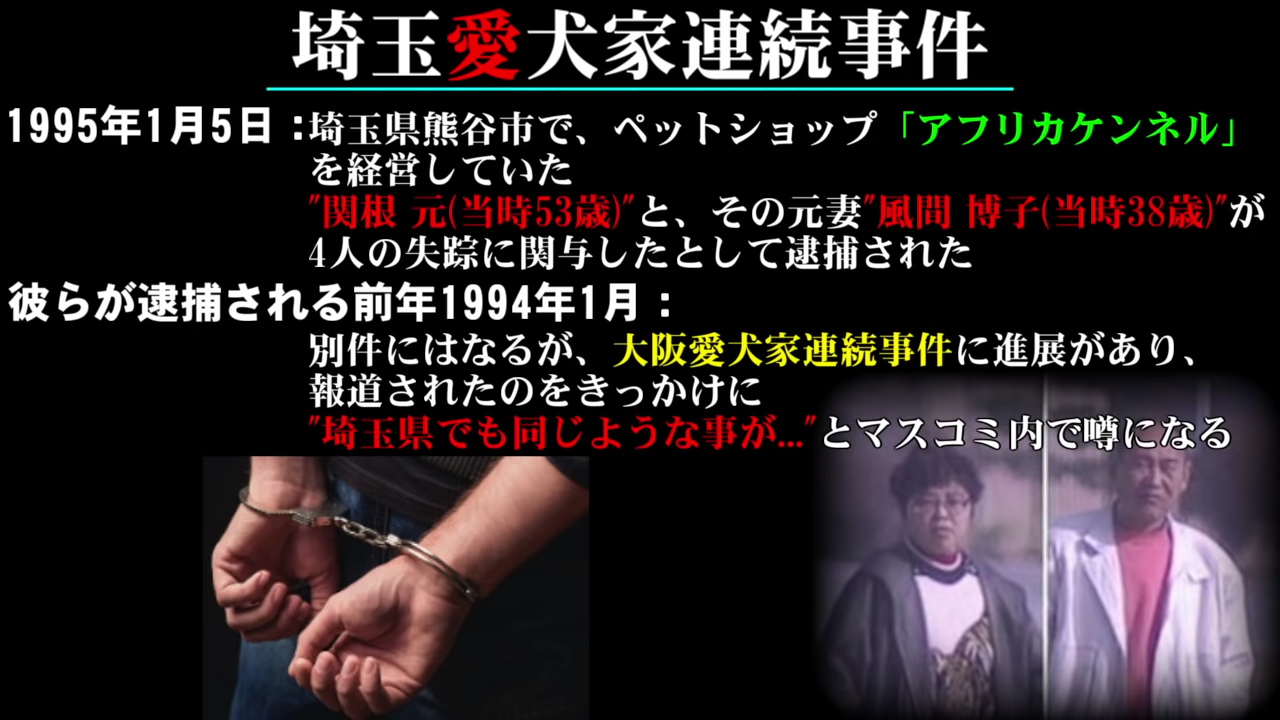 埼玉愛犬家連続事件
1995年1月5日：埼玉県熊谷市で、ペットショップ「アフリカケンネル」
を経営していた
"関根 元(当時53歳)"と、その元妻"風間 博子(当時38歳)"が
4人の失踪に関与したとして逮捕された
彼らが逮捕される前年1994年1月：
別件にはなるが、大阪愛犬家連続事件に進展があり、
報道されたのをきっかけに
"埼玉県でも同じような事が..."とマスコミ内で噂になる